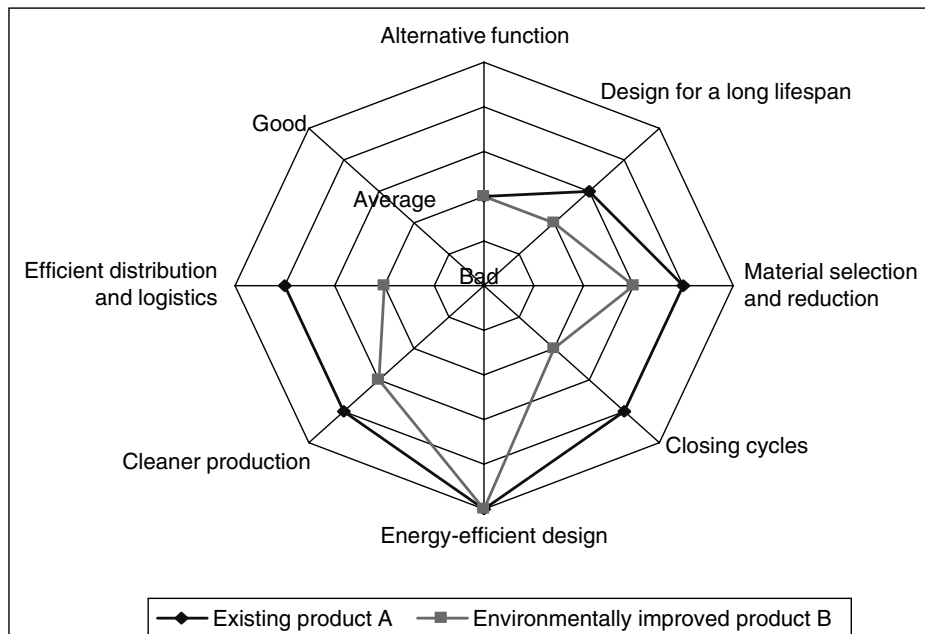 Alternative function
Design for a long lifespan
Good
Average
Efficient distribution
and logistics
Bad
Material selection
and reduction
Cleaner production
Closing cycles
Energy-efficient design
Existing product A
Environmentally improved product B